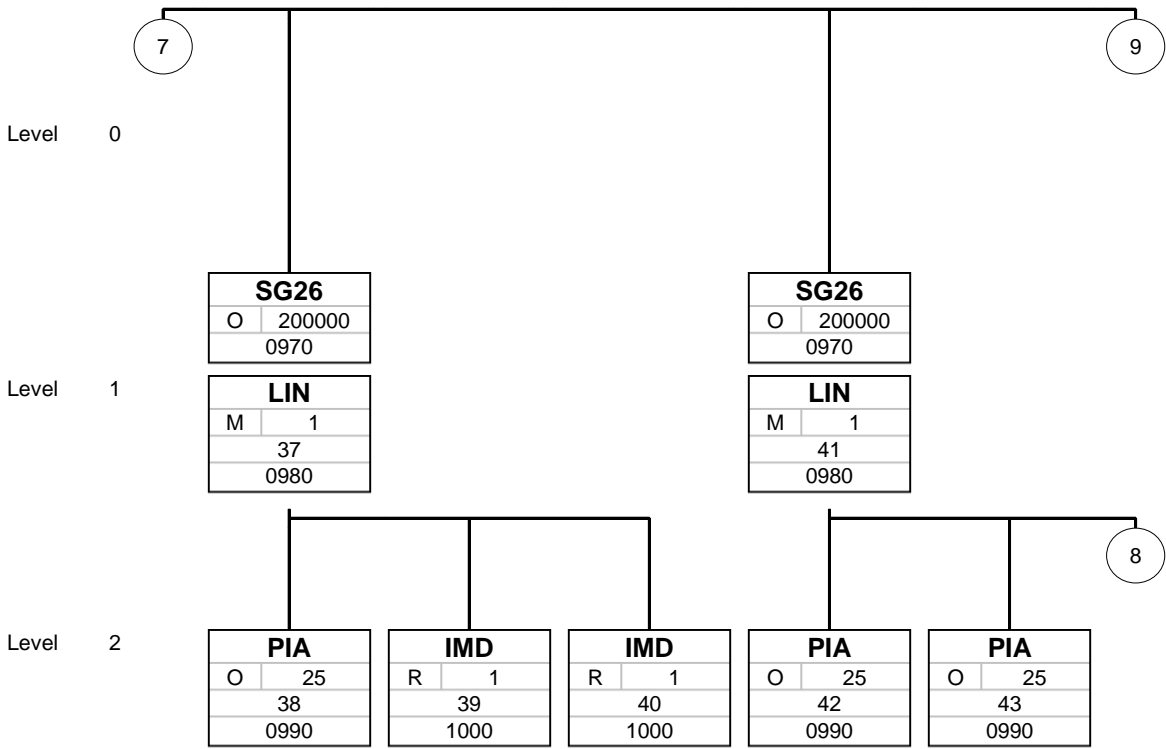 7 9
Level 0
SG26 SG26
O 200000 O 200000
0970 0970
Level 1
LIN LIN
M 1 M 1
37 41
0980 0980
8
Level 2
PIA IMD IMD PIA PIA
O 25 R 1 R 1 O 25 O 25
38 39 40 42 43
0990 1000 1000 0990 0990